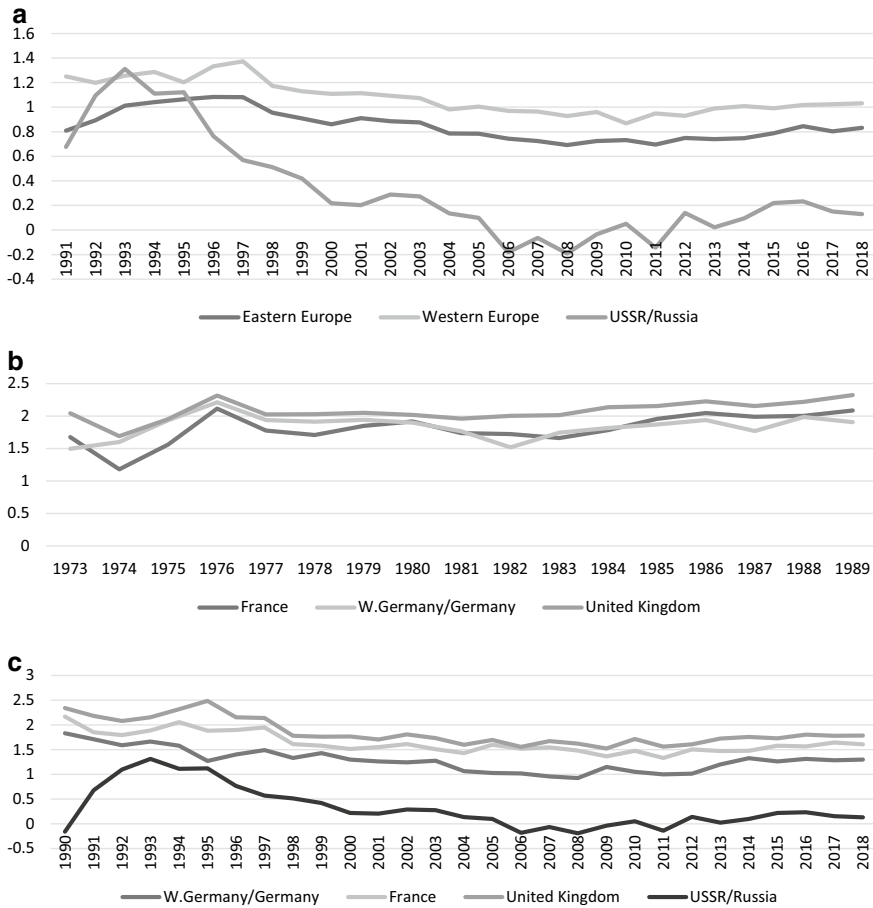 a
1.6
1.4
1.2
1
0.8
0.6
0.4
0.2
0
-0.2
-0.4
1991 1992 1993 1994 1995 1996 1997 1998 1999 2000 2001 2002 2003 2004 2005 2006 2007 2008 2009 2010 2011 2012 2013 2014 2015 2016 2017 2018
Eastern Europe Western Europe USSR/Russia
b
2.5
2
1.5
1
0.5
0
1973 1974 1975 1976 1977 1978 1979 1980 1981 1982 1983 1984 1985 1986 1987 1988 1989
France W.Germany/Germany United Kingdom
c
3
2.5
2
1.5
1
0.5
0
-0.5
1990 1991 1992 1993 1994 1995 1996 1997 1998 1999 2000 2001 2002 2003 2004 2005 2006 2007 2008 2009 2010 2011 2012 2013 2014 2015 2016 2017 2018
W.Germany/Germany France United Kingdom USSR/Russia